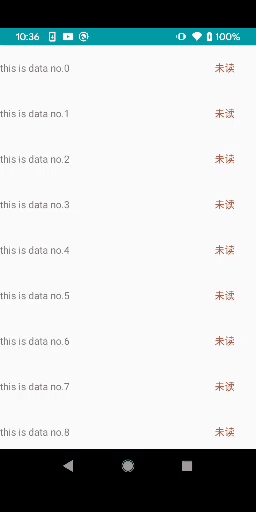 10:36 100%
this is data no.0 未读
this is data no.1 未读
this is data no.2 未读
this is data no.3 未读
this is data no.4 未读
this is data no.5 未读
this is data no.6 未读
this is data no.7 未读
this is data no.8 未读